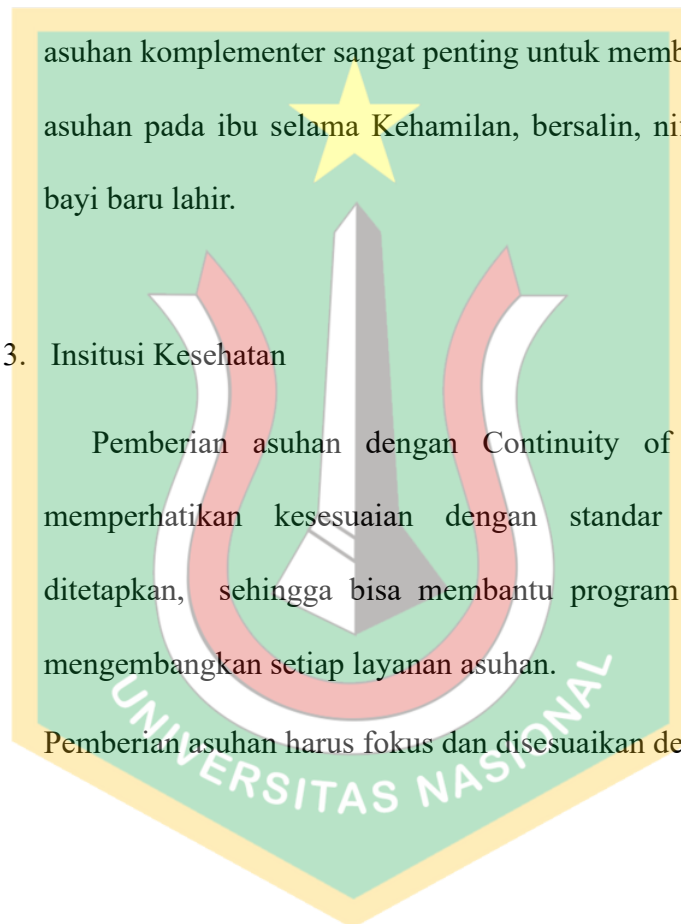 asuhan komplementer sangat penting untuk memb
asuhan pada ibu selama Kehamilan, bersalin, ni
bayi baru lahir.
3. Insitusi Kesehatan
Pemberian asuhan dengan Continuity of
memperhatikan kesesuaian dengan standar
ditetapkan, sehingga bisa membantu program
mengembangkan setiap layanan asuhan.
Pemberian asuhan harus fokus dan disesuaikan de
UNIVERSITAS NASIONAL